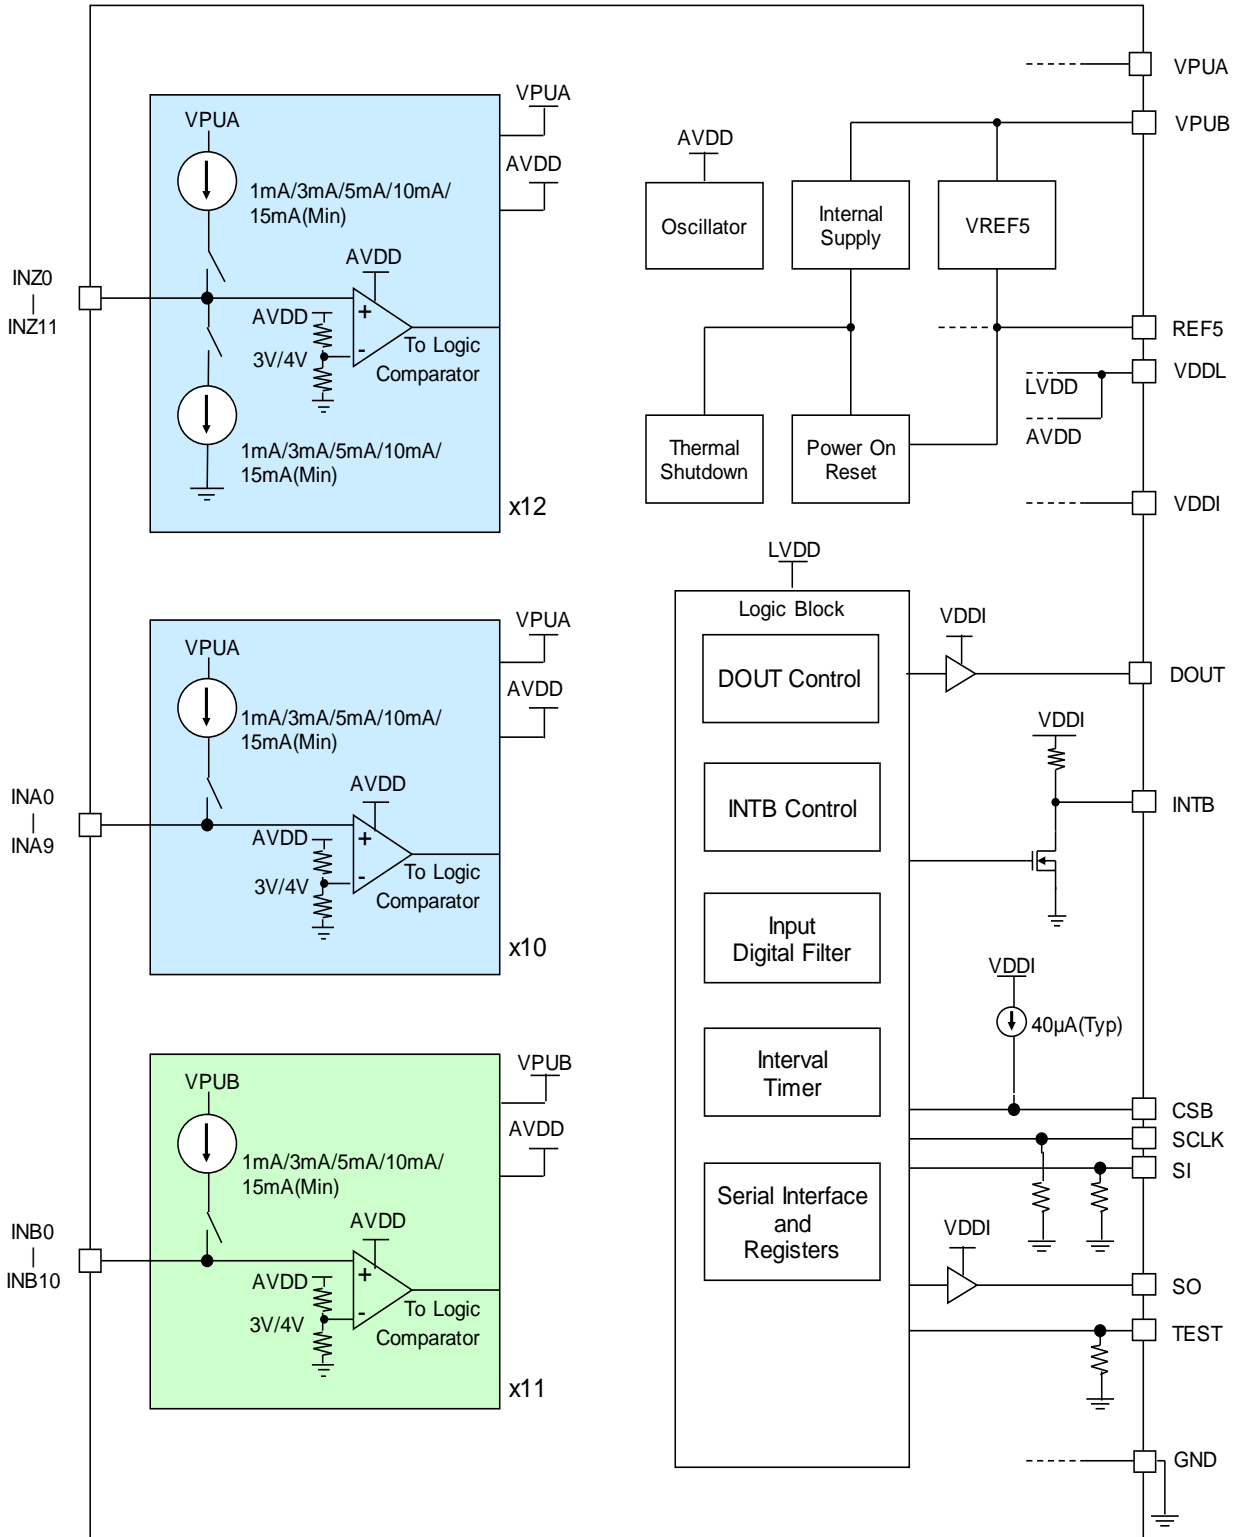 VPUA
1mA/3mA/5mA/10mA/
15mA(Min)
VPUA
AVDD
AVDD
INZ0
INZ11
AVDD
+
-
3V/4V
To Logic
Comparator
1mA/3mA/5mA/10mA/
15mA(Min)
x12
VPUA
1mA/3mA/5mA/10mA/
15mA(Min)
VPUA
AVDD
AVDD
INA0
INA9
AVDD
+
-
3V/4V
To Logic
Comparator
x10
VPUB
1mA/3mA/5mA/10mA/
15mA(Min)
VPUB
AVDD
AVDD
INB0
INB10
AVDD
+
-
3V/4V
To Logic
Comparator
x11
AVDD
Oscillator
Internal
Supply
VREF5
Thermal
Shutdown
Power On
Reset
VPUA
VPUB
REF5
VDDL
LVDD
AVDD
VDDI
LVDD
Logic Block
DOUT Control
INTB Control
Input
Digital Filter
Interval
Timer
Serial Interface
and
Registers
VDDI
DOUT
VDDI
INTB
VDDI
40µA(Typ)
CSB
SCLK
SI
VDDI
SO
TEST
GND